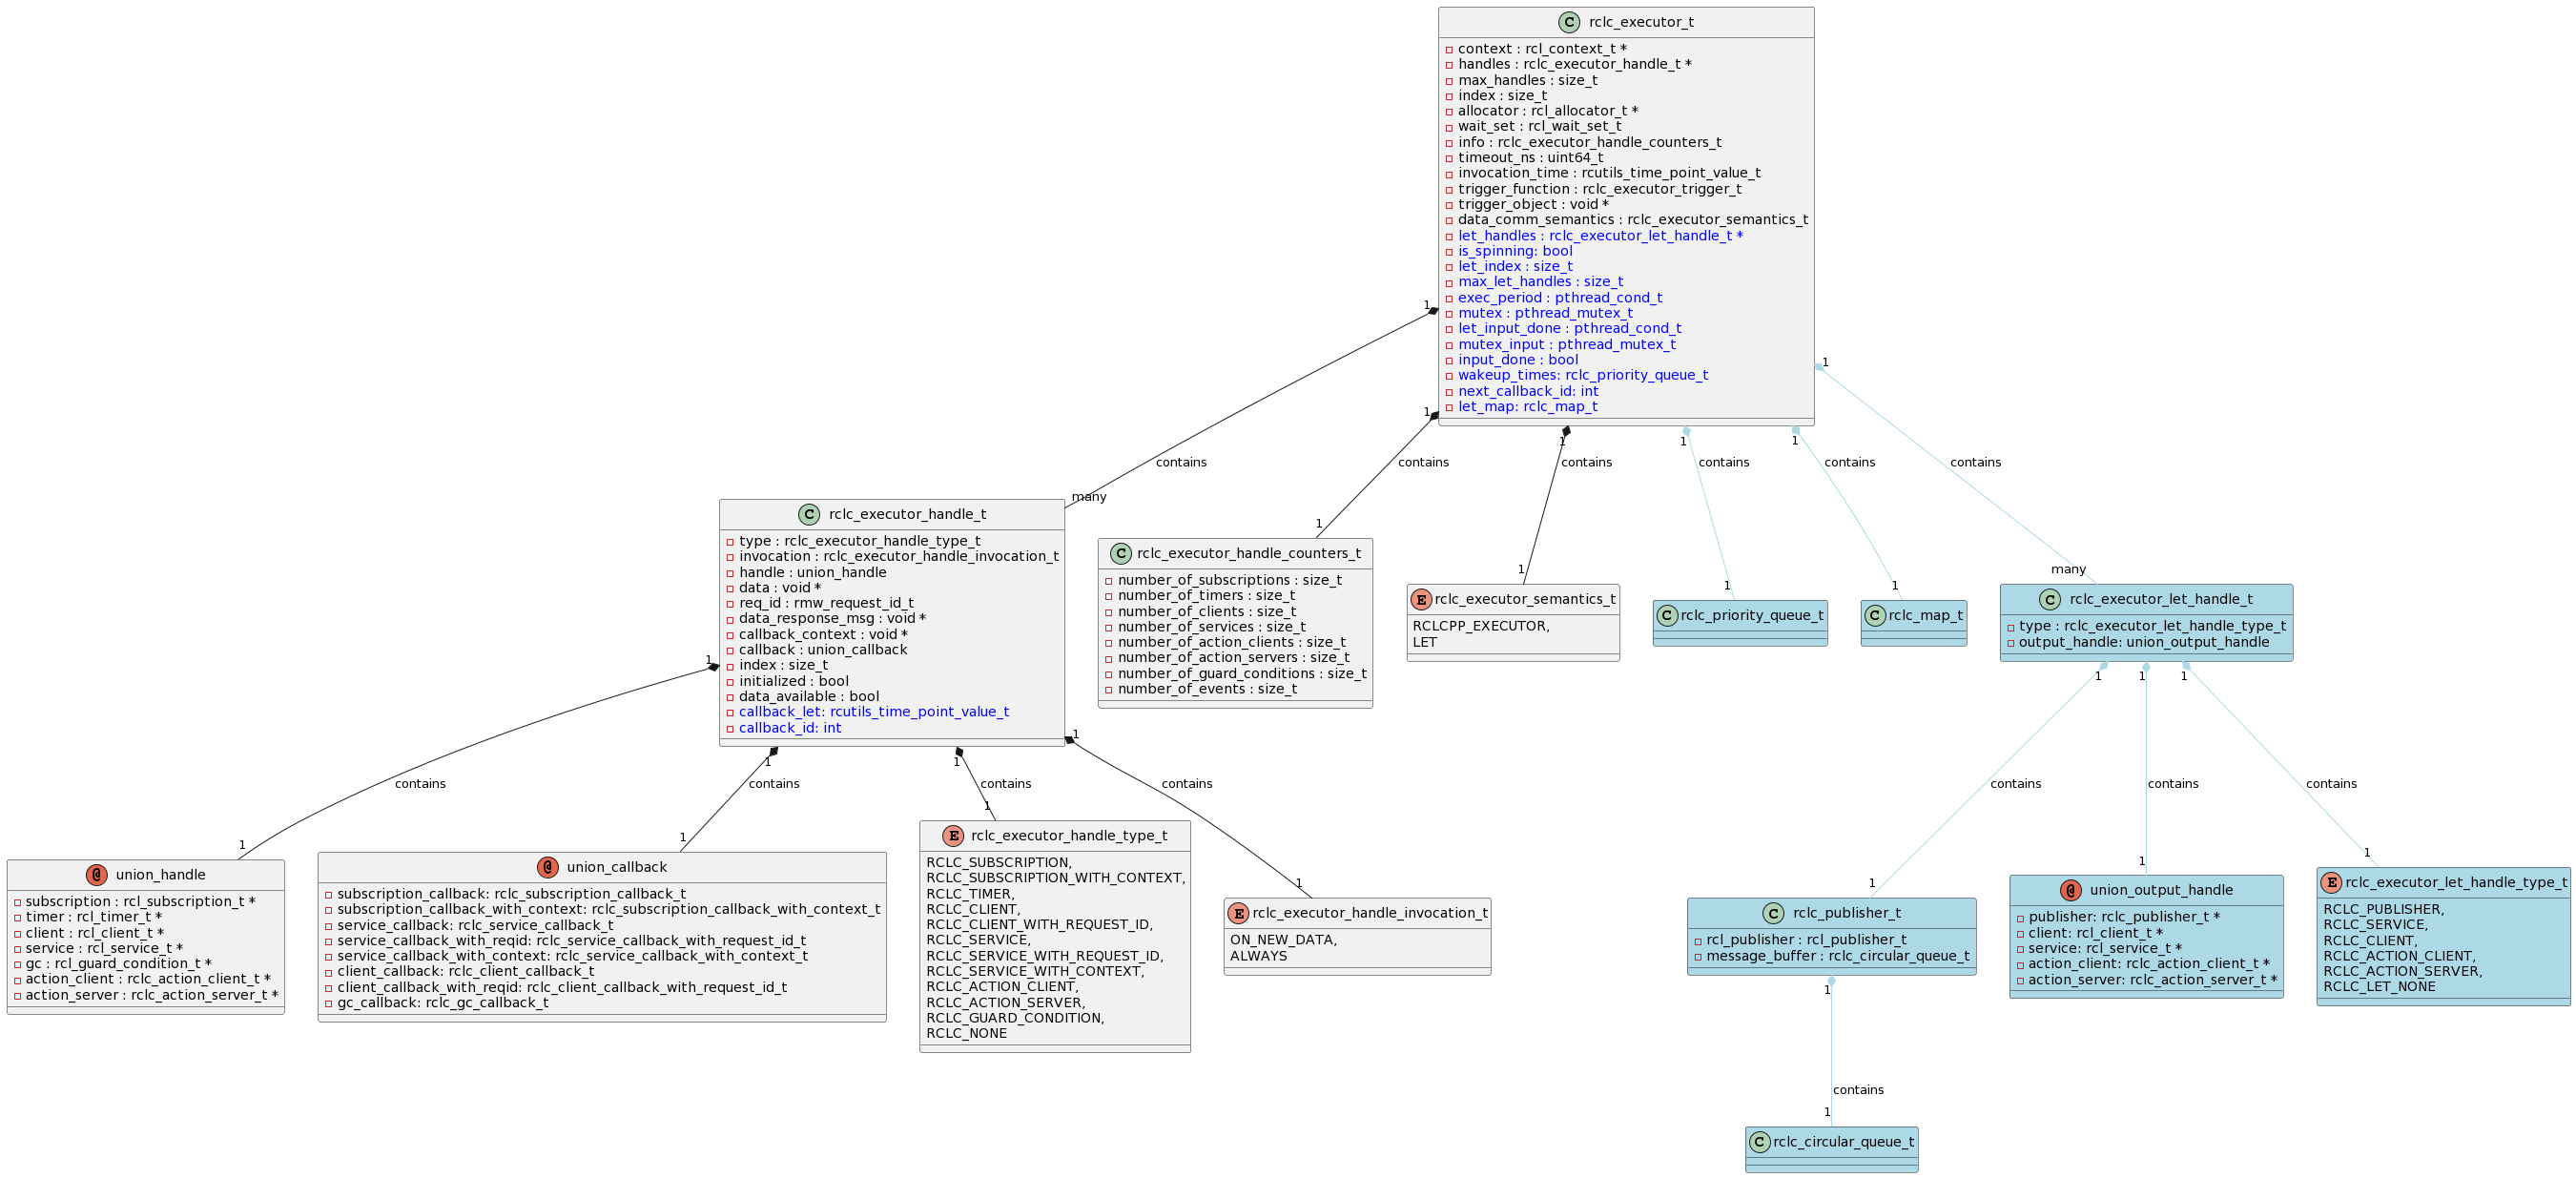 C rclc_executor_t
context : rcl_context_t *
handles : rclc_executor_handle_t *
max_handles : size_t
index : size_t
allocator : rcl_allocator_t *
wait_set : rcl_wait_set_t
info : rclc_executor_handle_counters_t
timeout_ns : uint64_t
invocation_time : rcutils_time_point_value_t
trigger_function : rclc_executor_trigger_t
trigger_object : void *
data_comm_semantics : rclc_executor_semantics_t
let_handles : rclc_executor_let_handle_t *
is_spinning: bool
let_index : size_t
max_let_handles : size_t
exec_period : pthread_cond_t
mutex : pthread_mutex_t
let_input_done : pthread_cond_t
mutex_input : pthread_mutex_t
input_done : bool
wakeup_times: rclc_priority_queue_t
next_callback_id: int
let_map: rclc_map_t
1
1
1
1
1
1
contains
contains
contains
contains
contains
contains
many
1
1
1
1
many
C rclc_executor_handle_t
type : rclc_executor_handle_type_t
invocation : rclc_executor_handle_invocation_t
handle : union_handle
data : void *
req_id : rmw_request_id_t
data_response_msg : void *
callback_context : void *
callback : union_callback
index : size_t
initialized : bool
data_available : bool
callback_let: rcutils_time_point_value_t
callback_id: int
C rclc_executor_handle_counters_t
number_of_subscriptions : size_t
number_of_timers : size_t
number_of_clients : size_t
number_of_services : size_t
number_of_action_clients : size_t
number_of_action_servers : size_t
number_of_guard_conditions : size_t
number_of_events : size_t
E rclc_executor_semantics_t
RCLCPP_EXECUTOR,
LET
C rclc_priority_queue_t
C rclc_map_t
C rclc_executor_let_handle_t
type : rclc_executor_let_handle_type_t
output_handle: union_output_handle
1
1
1
1
1
1
1
contains
contains
contains
contains
contains
contains
contains
1
1
1
1
1
1
1
@ union_handle
subscription : rcl_subscription_t *
timer : rcl_timer_t *
client : rcl_client_t *
service : rcl_service_t *
gc : rcl_guard_condition_t *
action_client : rclc_action_client_t *
action_server : rclc_action_server_t *
@ union_callback
subscription_callback: rclc_subscription_callback_t
subscription_callback_with_context: rclc_subscription_callback_with_context_t
service_callback: rclc_service_callback_t
service_callback_with_reqid: rclc_service_callback_with_request_id_t
service_callback_with_context: rclc_service_callback_with_context_t
client_callback: rclc_client_callback_t
client_callback_with_reqid: rclc_client_callback_with_request_id_t
gc_callback: rclc_gc_callback_t
E rclc_executor_handle_type_t
RCLC_SUBSCRIPTION,
RCLC_SUBSCRIPTION_WITH_CONTEXT,
RCLC_TIMER,
RCLC_CLIENT,
RCLC_CLIENT_WITH_REQUEST_ID,
RCLC_SERVICE,
RCLC_SERVICE_WITH_REQUEST_ID,
RCLC_SERVICE_WITH_CONTEXT,
RCLC_ACTION_CLIENT,
RCLC_ACTION_SERVER,
RCLC_GUARD_CONDITION,
RCLC_NONE
E rclc_executor_handle_invocation_t
ON_NEW_DATA,
ALWAYS
C rclc_publisher_t
rcl_publisher : rcl_publisher_t
message_buffer : rclc_circular_queue_t
@ union_output_handle
publisher: rclc_publisher_t *
client: rcl_client_t *
service: rcl_service_t *
action_client: rclc_action_client_t *
action_server: rclc_action_server_t *
E rclc_executor_let_handle_type_t
RCLC_PUBLISHER,
RCLC_SERVICE,
RCLC_CLIENT,
RCLC_ACTION_CLIENT,
RCLC_ACTION_SERVER,
RCLC_LET_NONE
1
contains
1
C rclc_circular_queue_t